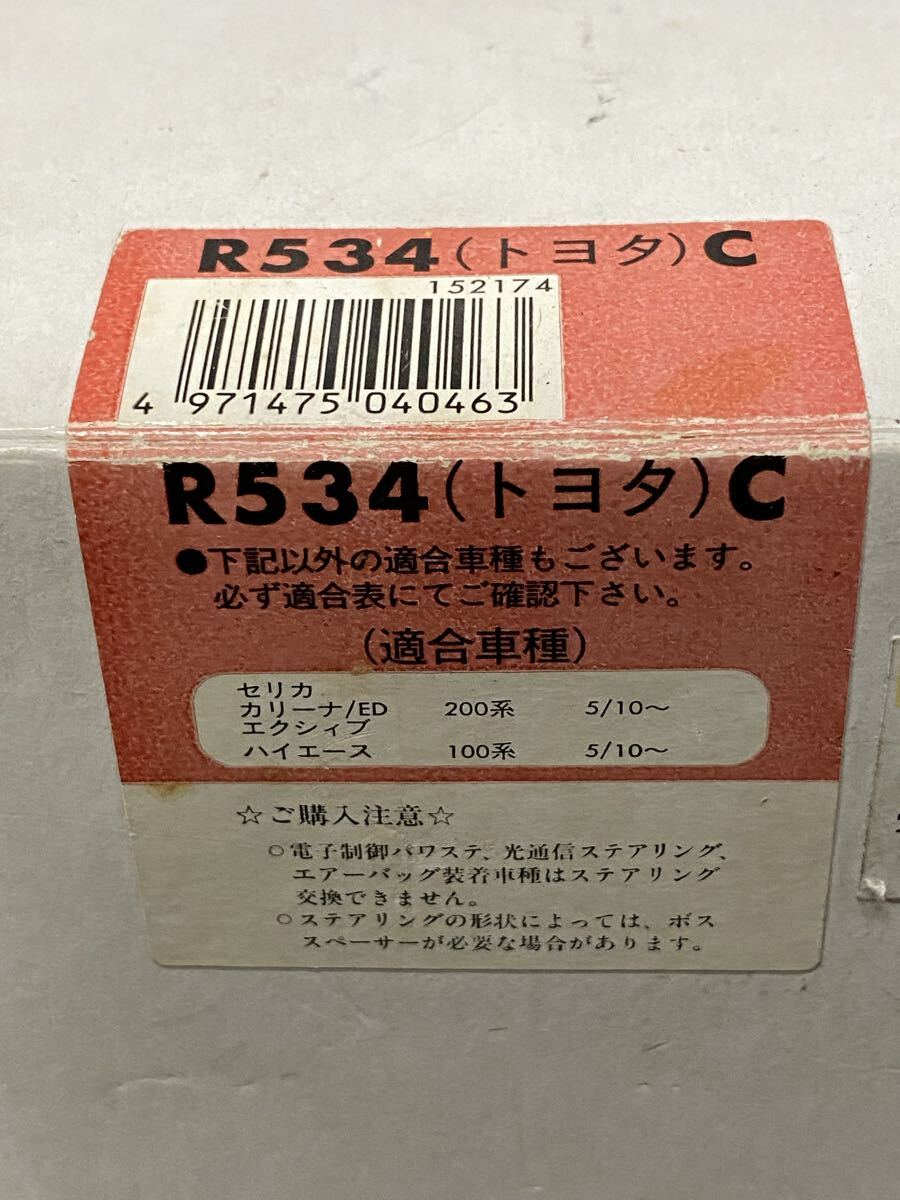 R534(トヨタ)C
152174
4 971475 040463
R534(トヨタ)C
●下記以外の適合車種もございます。
必ず適合表にてご確認下さい。
(適合車種)
セリカ
カリーナ/ED 200系 5/10〜
エクシィブ
ハイエース 100系 5/10〜
☆ご購入注意☆
○電子制御パワステ、光通信ステアリング、
エアーバッグ装着車種はステアリング
交換できません。
○ステアリングの形状によっては、ボス
スペーサーが必要な場合があります。